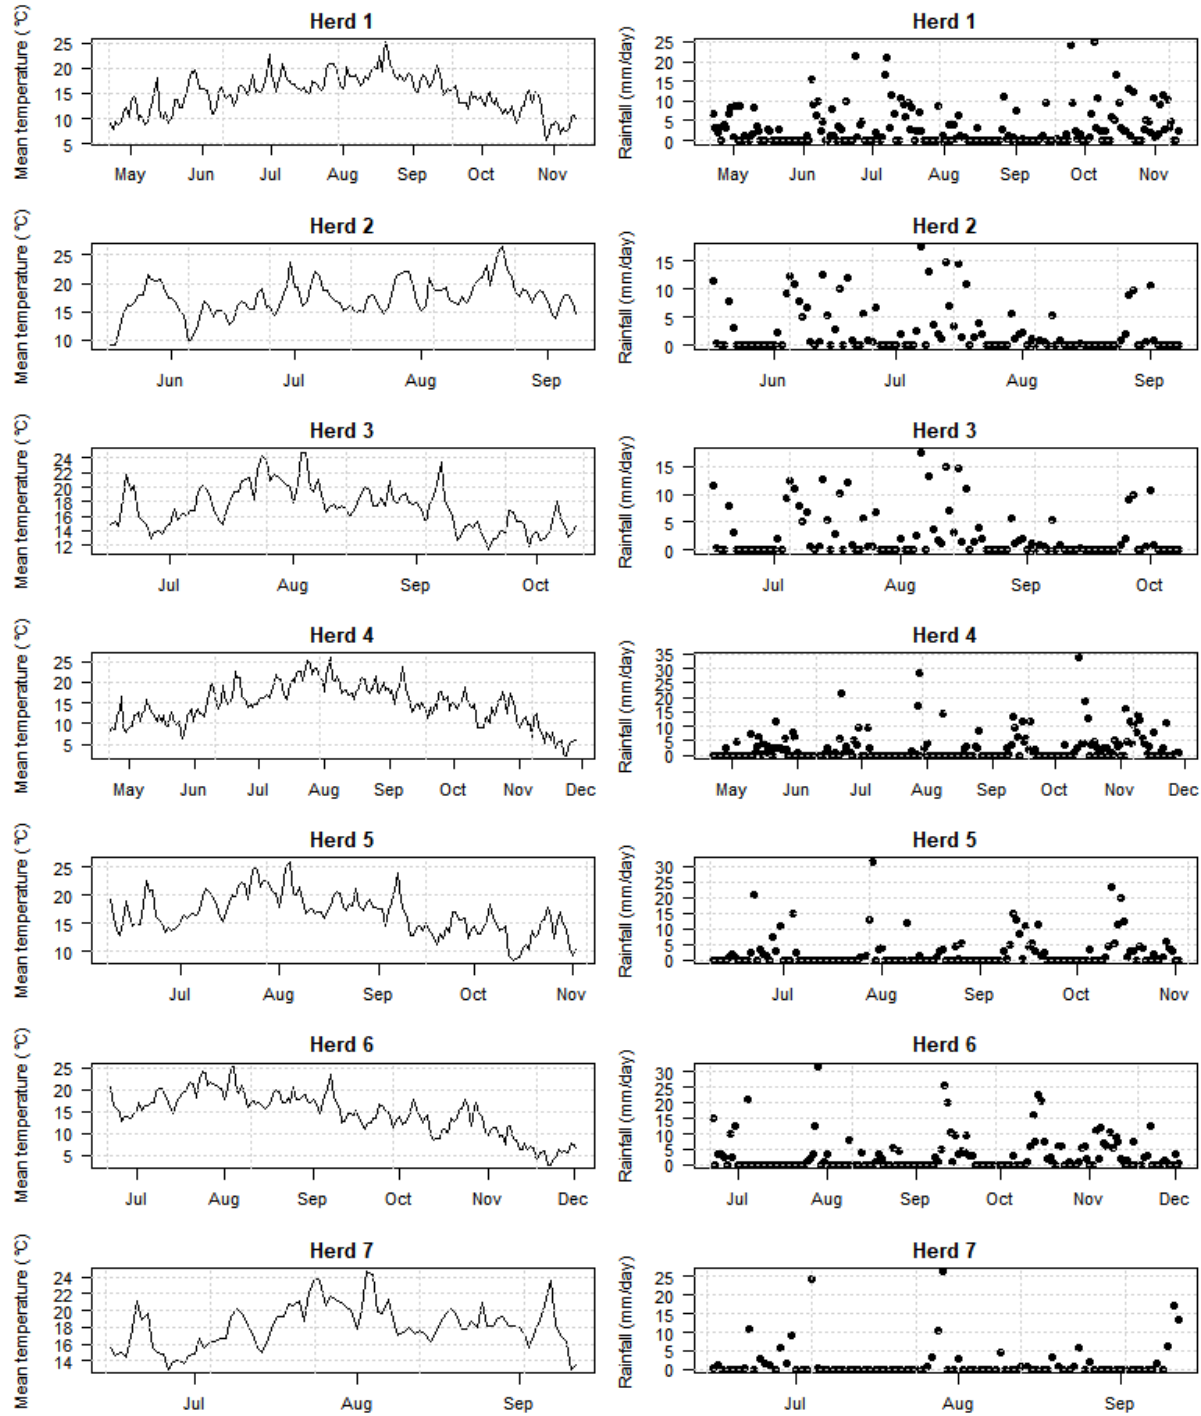 Herd 1 Herd 1
Mean temperature (°C) 25 20 15 10 5 Rainfall (mm/day) 25 20 15 10 5 0
May Jun Jul Aug Sep Oct Nov May Jun Jul Aug Sep Oct Nov
Herd 2 Herd 2
Mean temperature (°C) 25 20 15 10 Rainfall (mm/day) 15 10 5 0
Jun Jul Aug Sep Jun Jul Aug Sep
Herd 3 Herd 3
Mean temperature (°C) 24 22 20 18 16 14 12 Rainfall (mm/day) 15 10 5 0
Jul Aug Sep Oct Jul Aug Sep Oct
Herd 4 Herd 4
Mean temperature (°C) 25 20 15 10 5 Rainfall (mm/day) 35 30 25 20 15 10 5 0
May Jun Jul Aug Sep Oct Nov Dec May Jun Jul Aug Sep Oct Nov Dec
Herd 5 Herd 5
Mean temperature (°C) 25 20 15 10 Rainfall (mm/day) 30 25 20 15 10 5 0
Jul Aug Sep Oct Nov Jul Aug Sep Oct Nov
Herd 6 Herd 6
Mean temperature (°C) 25 20 15 10 5 Rainfall (mm/day) 30 25 20 15 10 5 0
Jul Aug Sep Oct Nov Dec Jul Aug Sep Oct Nov Dec
Herd 7 Herd 7
Mean temperature (°C) 24 22 20 18 16 14 Rainfall (mm/day) 25 20 15 10 5 0
Jul Aug Sep Jul Aug Sep